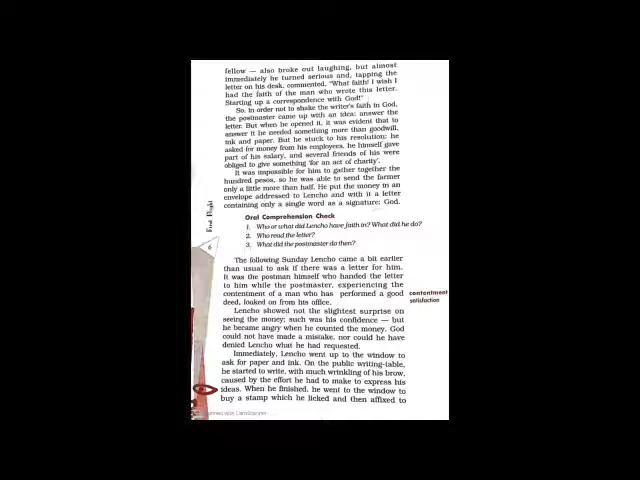 fellow — also broke out laughing, but almost
immediately he turned serious and, tapping the
letter on his desk, commented, "What faith! I wish I
had the faith of the man who wrote this letter.
Starting up a correspondence with God!"
So, in order not to shake the writer's faith in God,
the postmaster came up with an idea: answer the
letter. But when he opened it, it was evident that to
answer it he needed something more than goodwill,
ink and paper. But he stuck to his resolution: he
asked for money from his employees, he himself gave
part of his salary, and several friends of his were
obliged to give something 'for an act of charity'.
It was impossible for him to gather together the
hundred pesos, so he was able to send the farmer
only a little more than half. He put the money in an
envelope addressed to Lencho and with it a letter
containing only a single word as a signature: God.
First Flight
6
Oral Comprehension Check
1. Who or what did Lencho have faith in? What did he do?
2. Who read the letter?
3. What did the postmaster do then?
The following Sunday Lencho came a bit earlier
than usual to ask if there was a letter for him.
It was the postman himself who handed the letter
to him while the postmaster, experiencing the
contentment of a man who has performed a good
deed, looked on from his office.
contentment
satisfaction
Lencho showed not the slightest surprise on
seeing the money; such was his confidence — but
he became angry when he counted the money. God
could not have made a mistake, nor could he have
denied Lencho what he had requested.
Immediately, Lencho went up to the window to
ask for paper and ink. On the public writing-table,
he started to write, with much wrinkling of his brow,
caused by the effort he had to make to express his
ideas. When he finished, he went to the window to
buy a stamp which he licked and then affixed to
Scanned with CamScanner